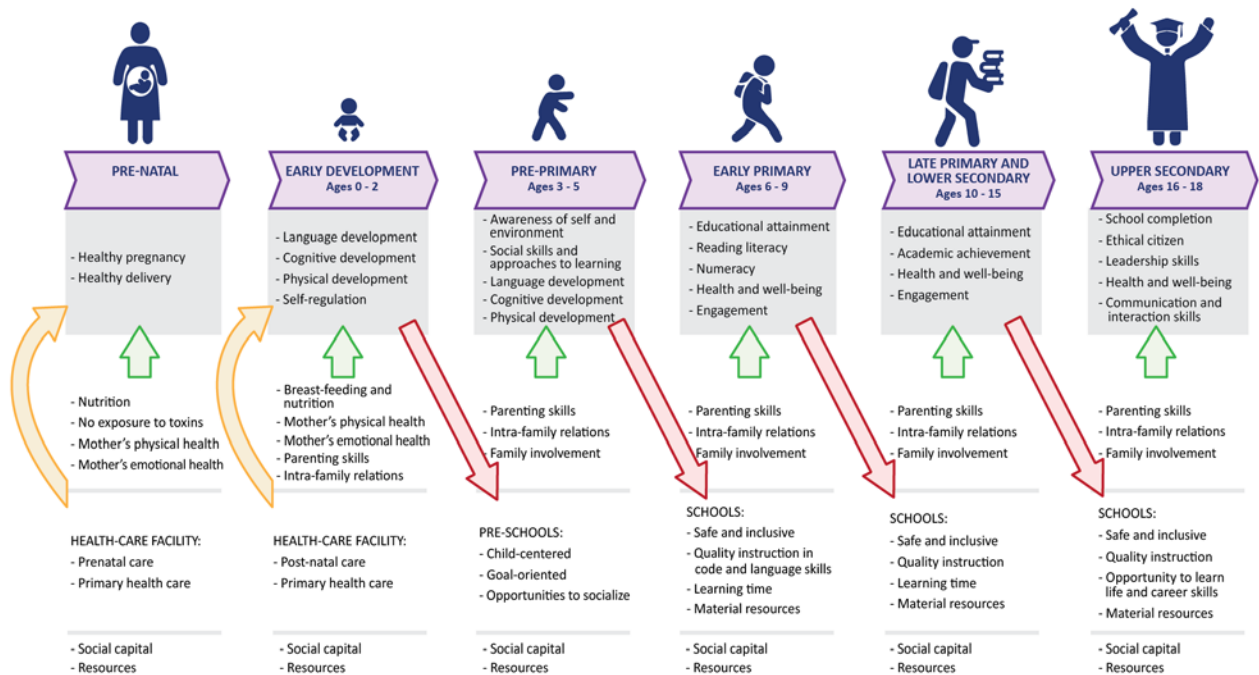 PRE-NATAL
- Healthy pregnancy
- Healthy delivery
- Nutrition
- No exposure to toxins
- Mother's physical health
- Mother's emotional health
HEALTH-CARE FACILITY:
- Prenatal care
- Primary health care
- Social capital
- Resources
EARLY DEVELOPMENT
Ages 0 - 2
- Language development
- Cognitive development
- Physical development
- Self-regulation
- Breast-feeding and
nutrition
- Mother's physical health
- Mother's emotional health
- Parenting skills
- Intra-family relations
HEALTH-CARE FACILITY:
- Post-natal care
- Primary health care
- Social capital
- Resources
PRE-PRIMARY
Ages 3 - 5
- Awareness of self and
environment
- Social skills and
approaches to learning
- Language development
- Cognitive development
- Physical development
- Parenting skills
- Intra-family relations
- Family involvement
PRE-SCHOOLS:
- Child-centered
- Goal-oriented
- Opportunities to socialize
- Social capital
- Resources
EARLY PRIMARY
Ages 6 - 9
- Educational attainment
- Reading literacy
- Numeracy
- Health and well-being
- Engagement
- Parenting skills
- Intra-family relations
- Family involvement
SCHOOLS:
- Safe and inclusive
- Quality instruction in
code and language skills
- Learning time
- Material resources
- Social capital
- Resources
LATE PRIMARY AND
LOWER SECONDARY
Ages 10 - 15
- Educational attainment
- Academic achievement
- Health and well-being
- Engagement
- Parenting skills
- Intra-family relations
- Family involvement
SCHOOLS:
- Safe and inclusive
- Quality instruction
- Learning time
- Material resources
- Social capital
- Resources
UPPER SECONDARY
Ages 16 - 18
- School completion
- Ethical citizen
- Leadership skills
- Health and well-being
- Communication and
interaction skills
- Parenting skills
- Intra-family relations
- Family involvement
SCHOOLS:
- Safe and inclusive
- Quality instruction
- Opportunity to learn
life and career skills
- Material resources
- Social capital
- Resources